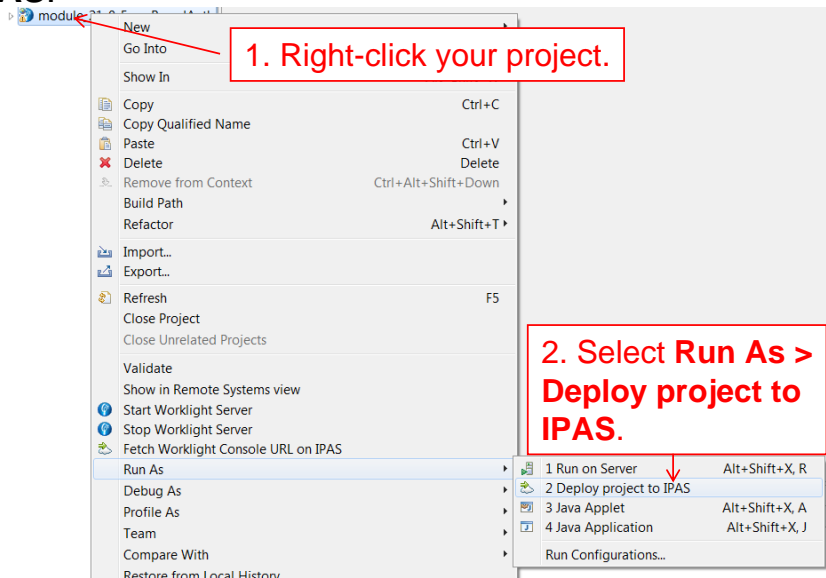 module_21_0
New
1. Right-click your project.
Go Into
Show In
Copy Ctrl+C
Copy Qualified Name
Paste Ctrl+V
Delete Delete
Remove from Context Ctrl+Alt+Shift+Down
Build Path
Refactor Alt+Shift+T
Import...
Export...
Refresh F5
Close Project
Close Unrelated Projects
2. Select Run As >
Deploy project to
IPAS.
Validate
Show in Remote Systems view
Start Worklight Server
Stop Worklight Server
Fetch Worklight Console URL on IPAS
Run As
1 Run on Server Alt+Shift+X, R
Debug As
2 Deploy project to IPAS
Profile As
3 Java Applet Alt+Shift+X, A
Team
4 Java Application Alt+Shift+X, J
Compare With
Run Configurations...
Restore from Local History